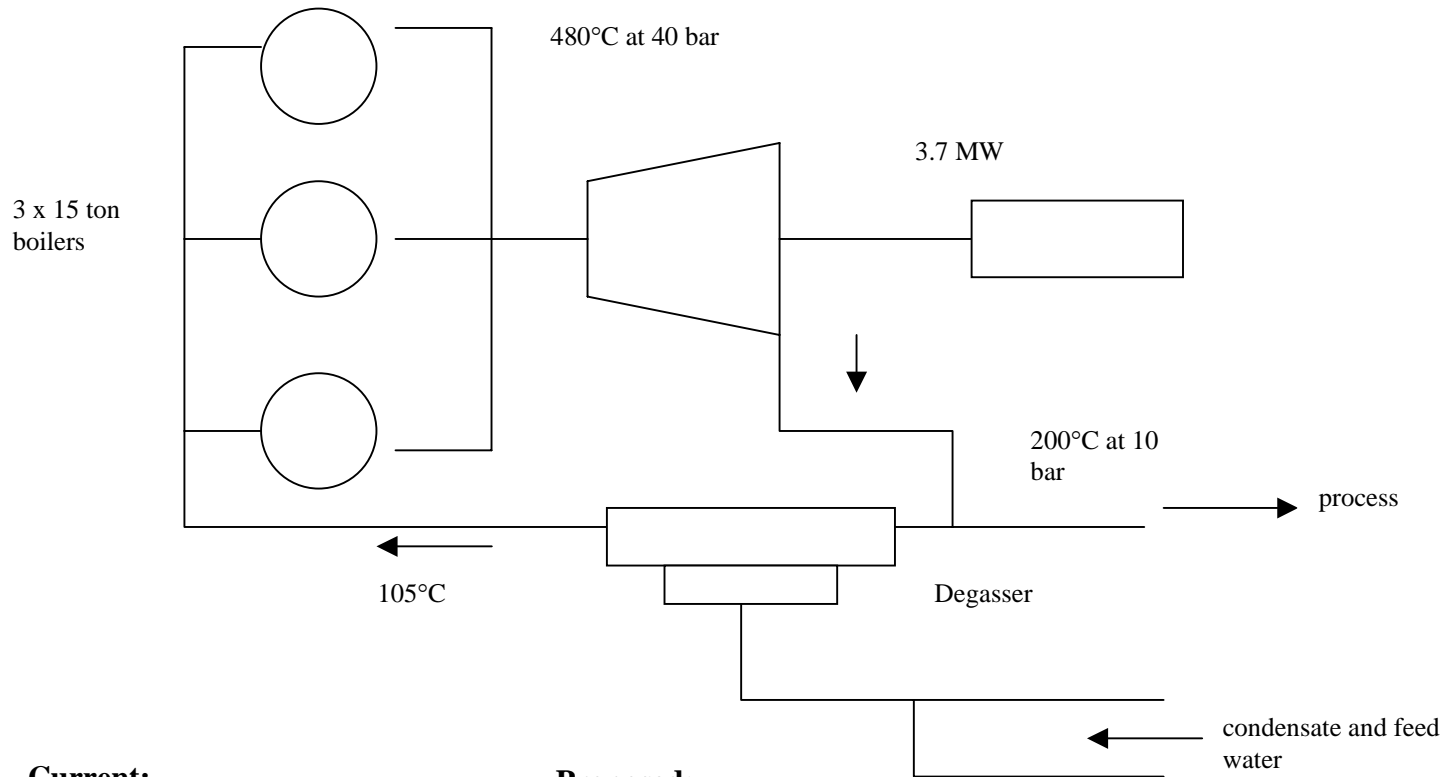 480°C at 40 bar
3.7 MW
3 x 15 ton
boilers
200°C at 10
bar
process
105°C
Degasser
condensate and feed
water
Current: